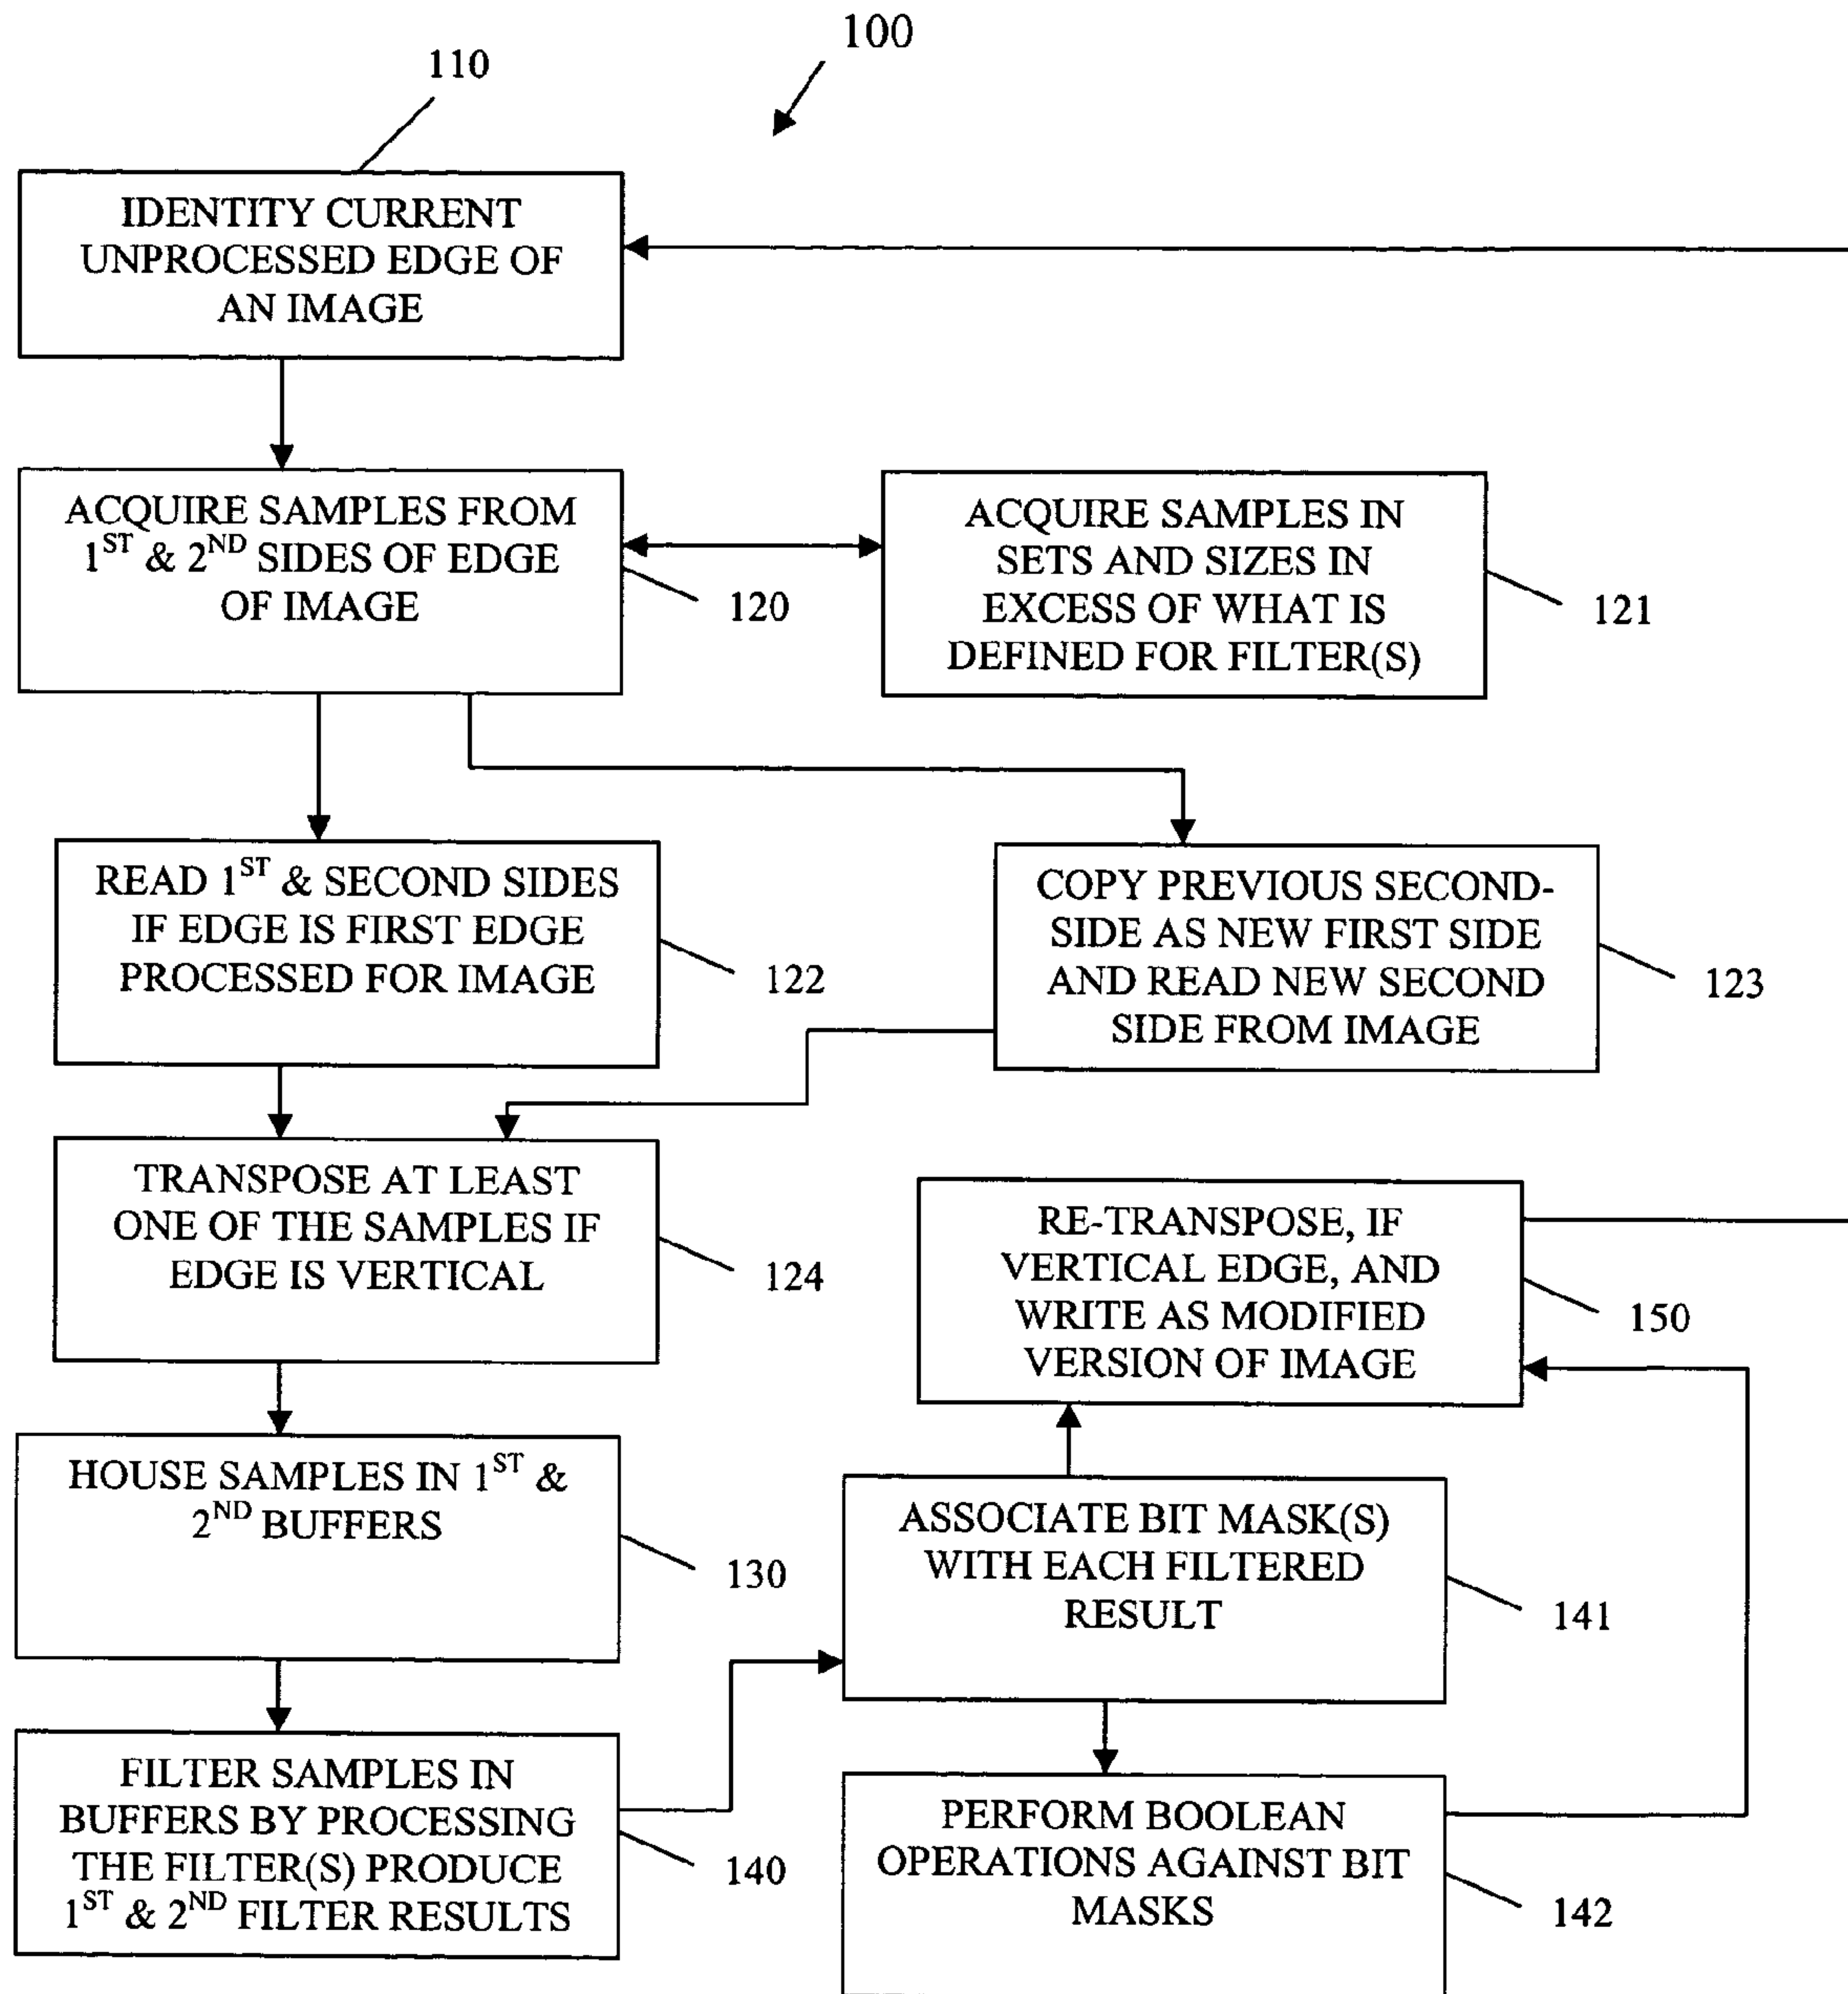 100
110
IDENTITY CURRENT
UNPROCESSED EDGE OF
AN IMAGE
ACQUIRE SAMPLES FROM
1ST & 2ND SIDES OF EDGE
OF IMAGE
120
ACQUIRE SAMPLES IN
SETS AND SIZES IN
EXCESS OF WHAT IS
DEFINED FOR FILTER(S)
121
READ 1ST & SECOND SIDES
IF EDGE IS FIRST EDGE
PROCESSED FOR IMAGE
122
COPY PREVIOUS SECOND-
SIDE AS NEW FIRST SIDE
AND READ NEW SECOND
SIDE FROM IMAGE
123
TRANSPOSE AT LEAST
ONE OF THE SAMPLES IF
EDGE IS VERTICAL
124
RE-TRANSPOSE, IF
VERTICAL EDGE, AND
WRITE AS MODIFIED
VERSION OF IMAGE
150
HOUSE SAMPLES IN 1ST &
2ND BUFFERS
130
ASSOCIATE BIT MASK(S)
WITH EACH FILTERED
RESULT
141
FILTER SAMPLES IN
BUFFERS BY PROCESSING
THE FILTER(S) PRODUCE
1ST & 2ND FILTER RESULTS
140
PERFORM BOOLEAN
OPERATIONS AGAINST BIT
MASKS
142